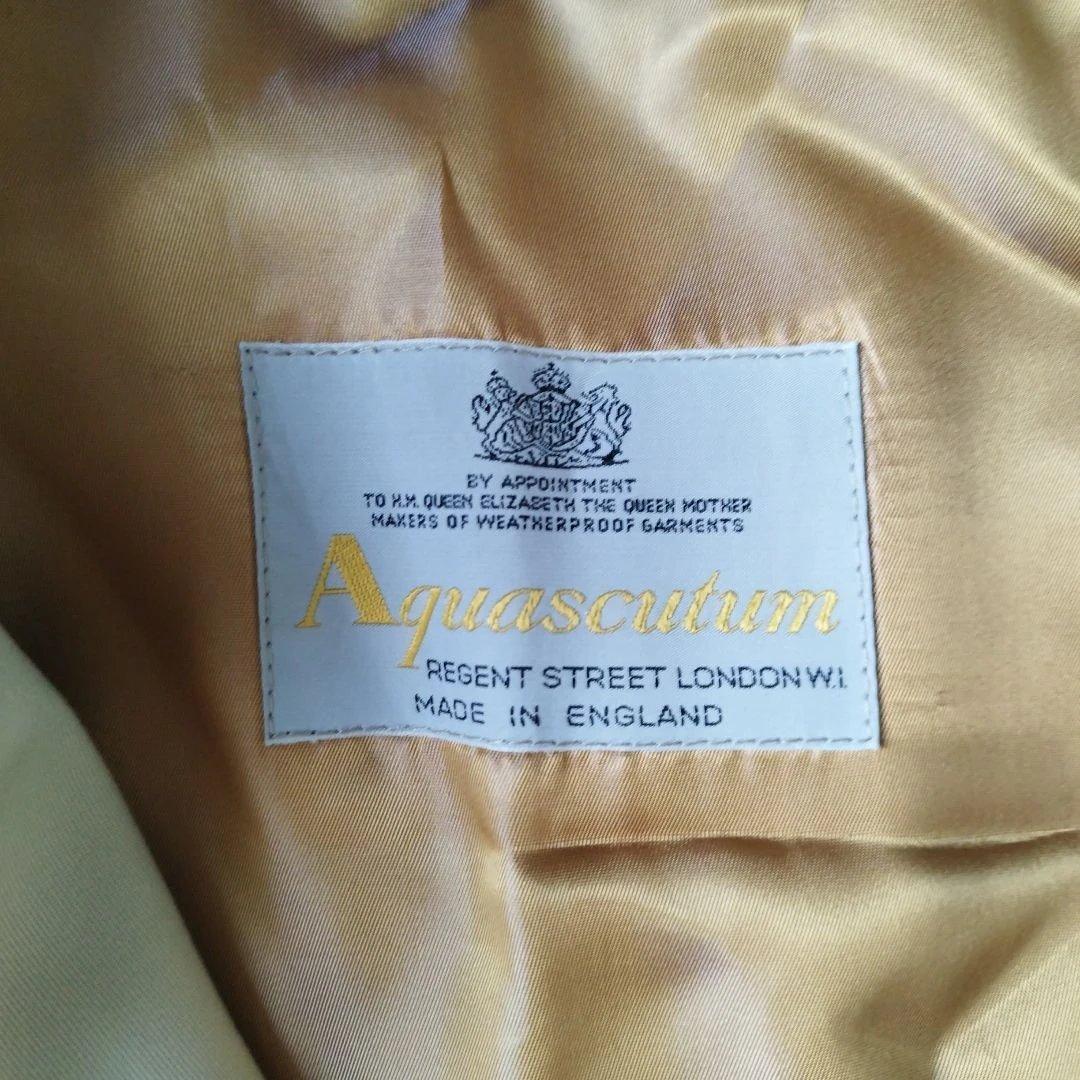 BY APPOINTMENT
TO H.M. QUEEN ELIZABETH THE QUEEN MOTHER
MAKERS OF WEATHERPROOF GARMENTS
Aquascutum
REGENT STREET LONDON W.I.
MADE IN ENGLAND